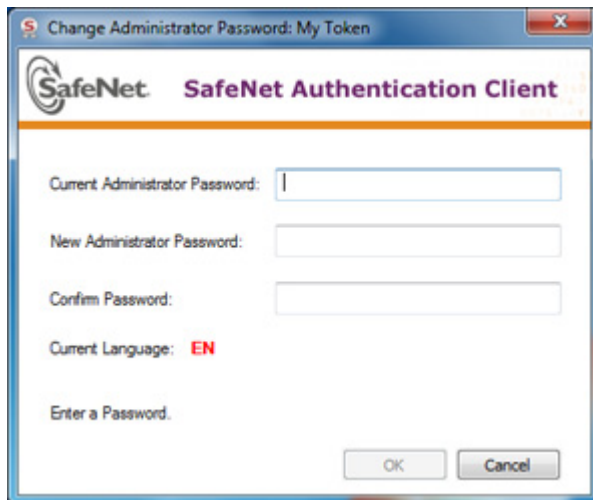 Change Administrator Password: My Token
SafeNet. SafeNet Authentication Client
Current Administrator Password:
New Administrator Password:
Confirm Password:
Current Language: EN
Enter a Password.
OK Cancel